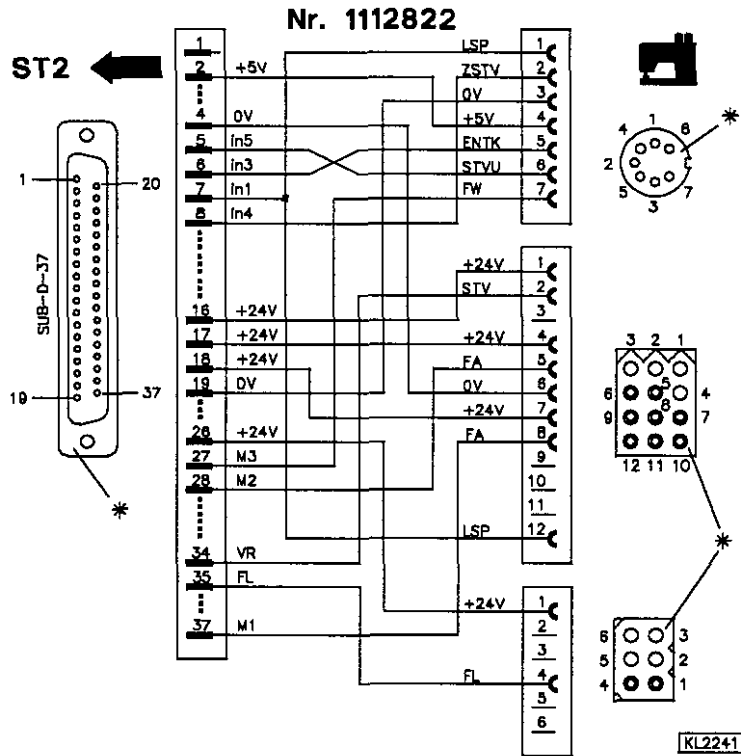 Nr. 1112822
ST2
1
2 +5V
4 0V
5 in5
6 in3
7 in1
8 in4
16 +24V
17 +24V
18 +24V
19 0V
26 +24V
27 M3
28 M2
34 VR
35 FL
37 M1
1 20
SUB-D-37
19 37
*
LSP 1
ZSTV 2
0V 3
+5V 4
ENTK 5
STVU 6
FW 7
+24V 1
STV 2
3
+24V 4
FA 5
0V 6
+24V 7
FA 8
9
10
11
LSP 12
+24V 1
2
3
FL 4
5
6
*
4 1 6
2
5 3 7
3 2 1
6 5 4
9 8 7
12 11 10
*
6 3
5 2
4 1
KL2241